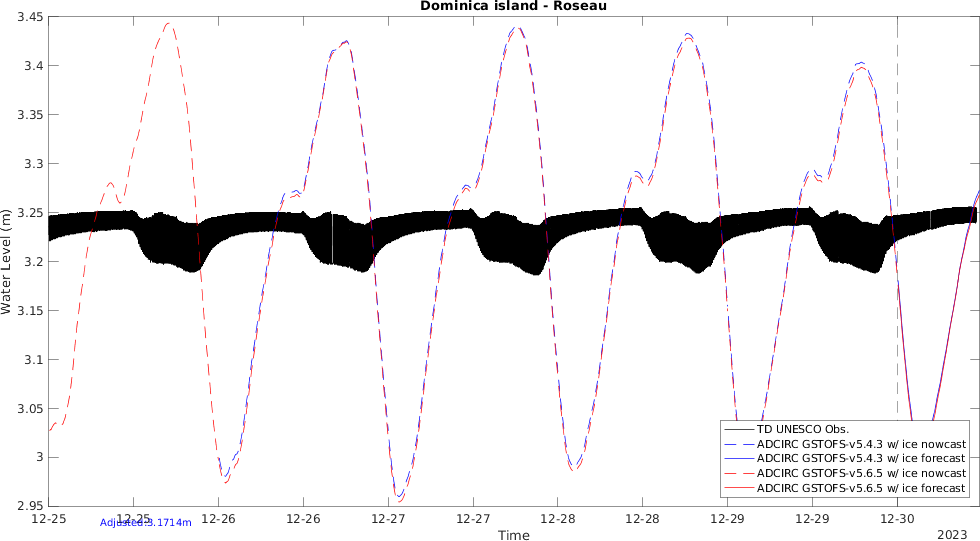 Dominica island - Roseau
3.45
3.4
3.35
3.3
3.25
3.2
3.15
3.1
3.05
3
2.95
Water Level (m)
TD UNESCO Obs.
ADCIRC GSTOFS-v5.4.3 w/ ice nowcast
ADCIRC GSTOFS-v5.4.3 w/ ice forecast
ADCIRC GSTOFS-v5.6.5 w/ ice nowcast
ADCIRC GSTOFS-v5.6.5 w/ ice forecast
12-25 12-25 12-26 12-26 12-27 12-27 12-28 12-28 12-29 12-29 12-30
Adjusted:3.1714m
Time
2023